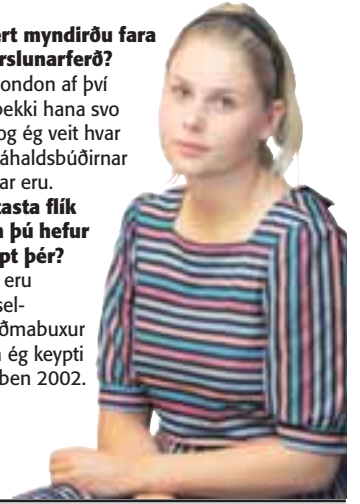 ert myndirðu fara
rslunarferð?
ondon af því
þekki hana svo
og ég veit hvar
áhaldsbúðirnar
ar eru.
asta flík
n þú hefur
pt þér?
eru
sel-
ðmabuxur
n ég keypti
ben 2002.